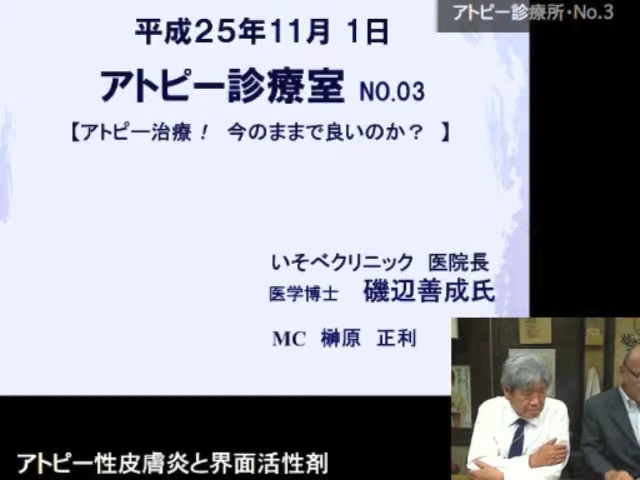 アトピー診療所・No.3
平成25年11月 1日
アトピー診療室 NO.03
【アトピー治療！ 今のままで良いのか？ 】
いそベクリニック 医院長
医学博士 磯辺善成氏
MC 榊原 正利
アトピー性皮膚炎と界面活性剤